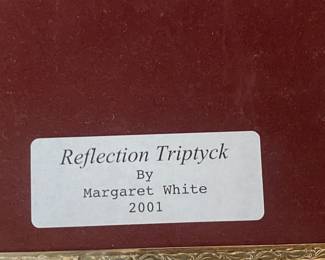 Reflection Triptyck
By
Margaret White
2001